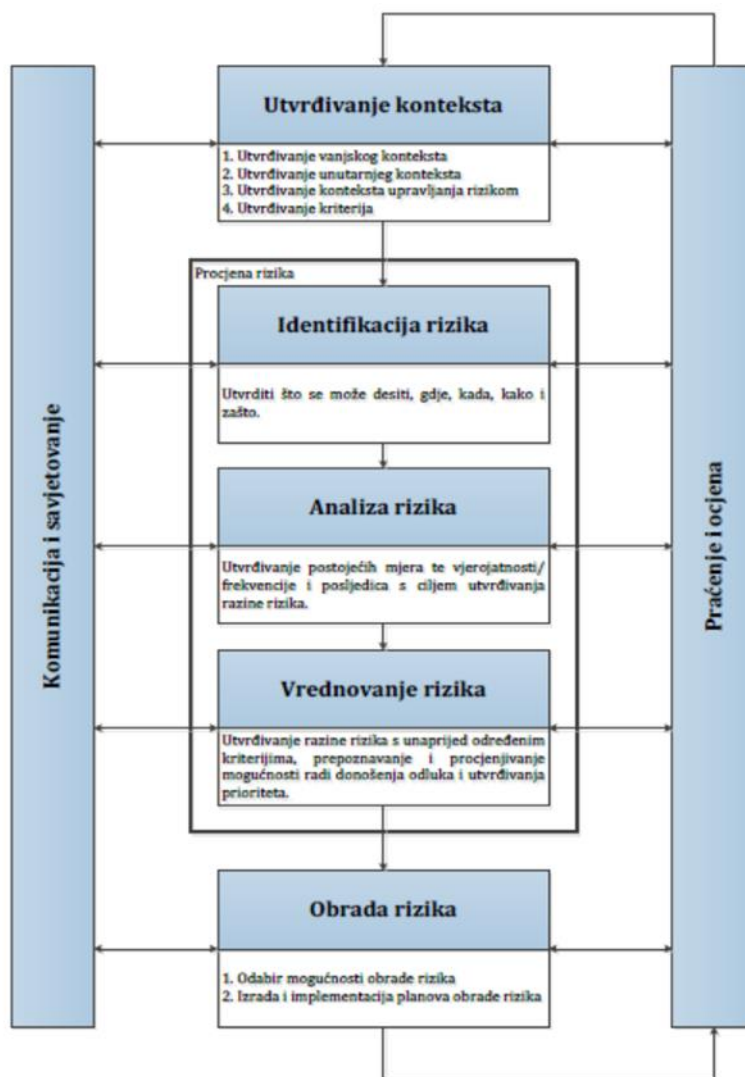 Utvrđivanje konteksta
1. Utvrđivanje vanjskog konteksta
2. Utvrđivanje unutarnjeg konteksta
3. Utvrđivanje konteksta upravljanja rizikom
4. Utvrđivanje kriterija
Procjena rizika
Identifikacija rizika
Utvrditi što se može desiti, gdje, kada, kako i
zašto.
Analiza rizika
Utvrđivanje postojećih mjera te vjerojatnosti/
frekvencije i posljedica s ciljem utvrđivanja
razine rizika.
Vrednovanje rizika
Utvrđivanje razine rizika s unaprijed određenim
kriterijima, prepoznavanje i procjenjivanje
mogućnosti radi donošenja odluka i utvrđivanja
prioriteta.
Obrada rizika
1. Odabir mogućnosti obrade rizika
2. Izrada i implementacija planova obrade rizika
Komunikacija i savjetovanje
Praćenje i ocjena